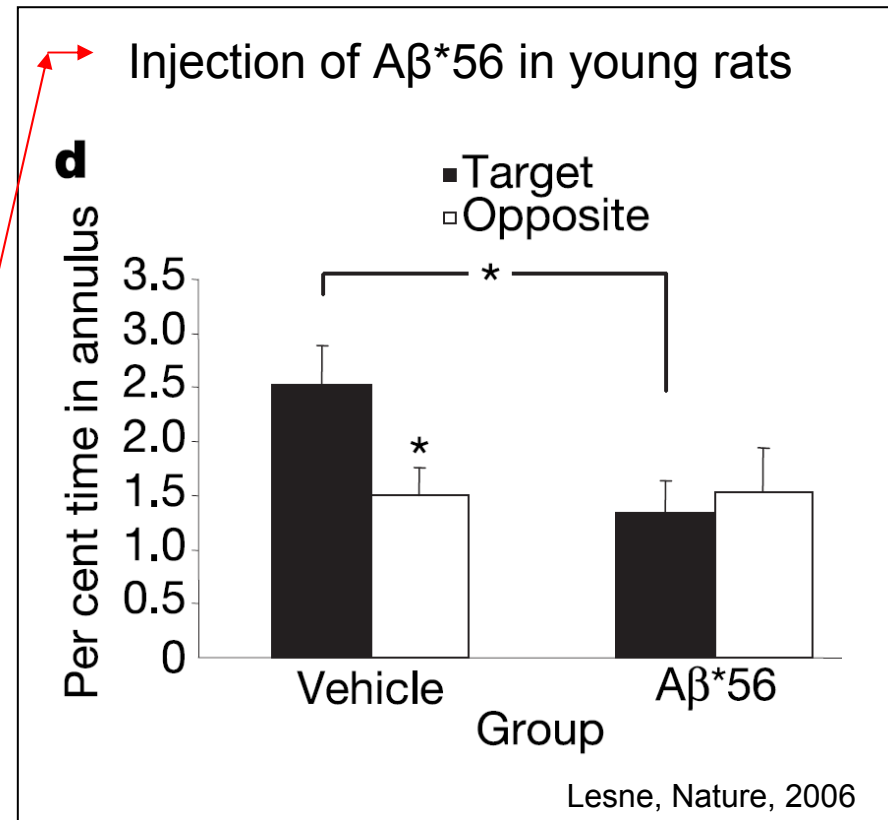 Injection of Aβ*56 in young rats
d
■Target
□Opposite
Per cent time in annulus
3.5
3.0
2.5
2.0
1.5
1.0
0.5
0
*
*
Vehicle
Aβ*56
Group
Lesne, Nature, 2006